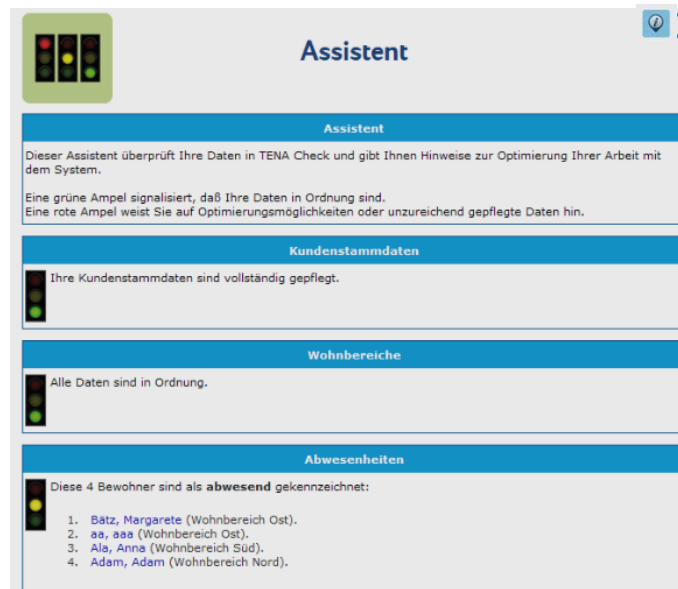 Assistent
Assistent
Dieser Assistent überprüft Ihre Daten in TENA Check und gibt Ihnen Hinweise zur Optimierung Ihrer Arbeit mit
dem System.
Eine grüne Ampel signalisiert, daß Ihre Daten in Ordnung sind.
Eine rote Ampel weist Sie auf Optimierungsmöglichkeiten oder unzureichend gepflegte Daten hin.
Kundenstammdaten
Ihre Kundenstammdaten sind vollständig gepflegt.
Wohnbereiche
Alle Daten sind in Ordnung.
Abwesenheiten
Diese 4 Bewohner sind als abwesend gekennzeichnet:
1. Bätz, Margarete (Wohnbereich Ost).
2. aa, aaa (Wohnbereich Ost).
3. Ala, Anna (Wohnbereich Süd).
4. Adam, Adam (Wohnbereich Nord).